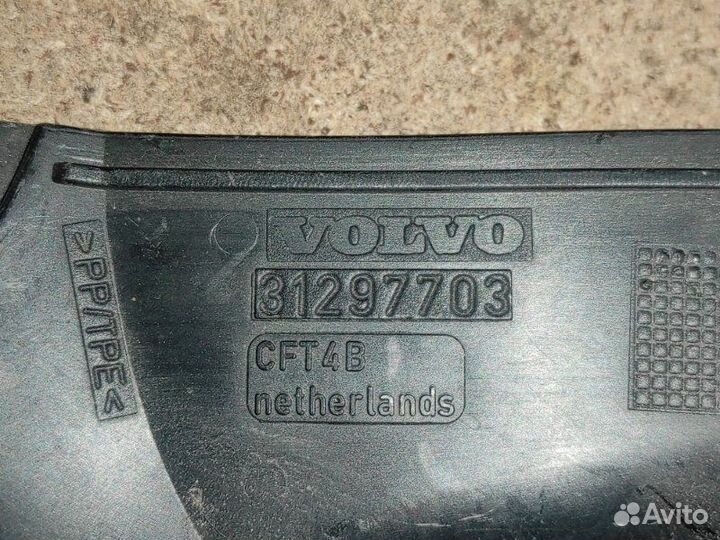 VOLVO
31297703
CFT4B
netherlands
>PP/TPE<
Avito